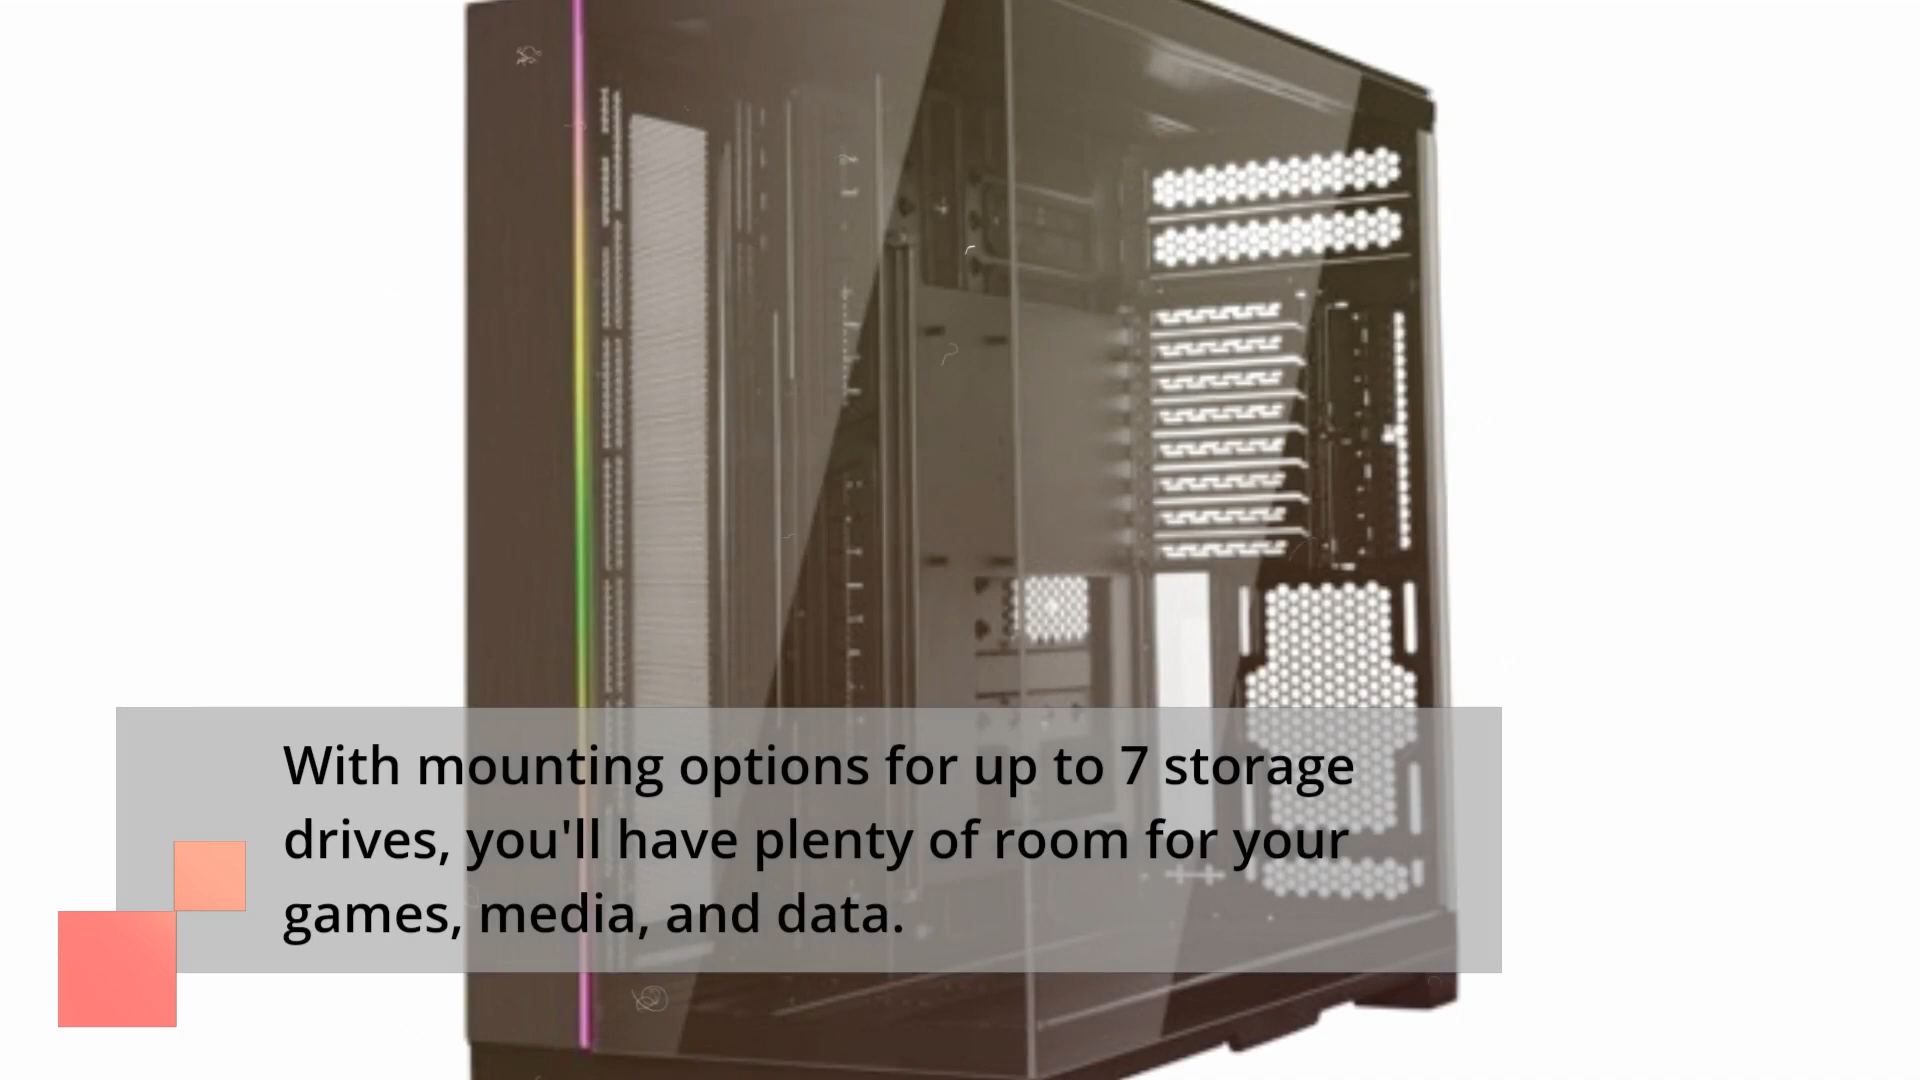 With mounting options for up to 7 storage
drives, you'll have plenty of room for your
games, media, and data.